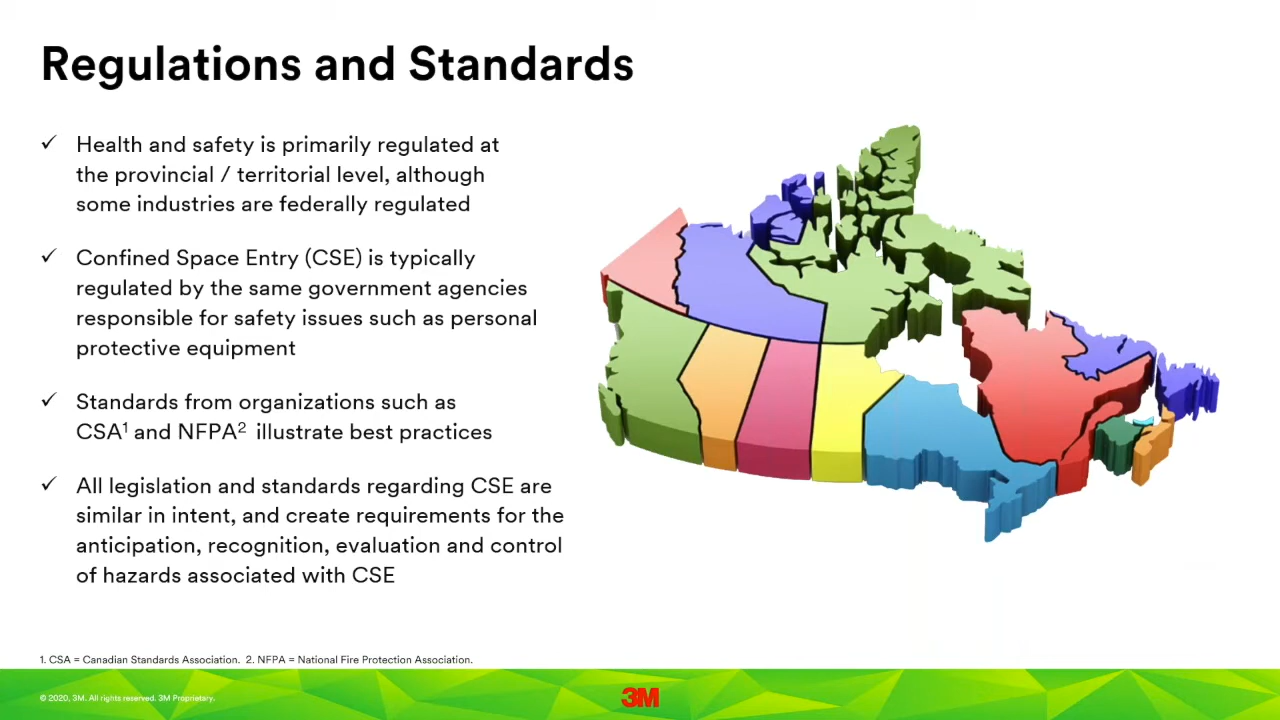 Regulations and Standards
✓ Health and safety is primarily regulated at
the provincial / territorial level, although
some industries are federally regulated
✓ Confined Space Entry (CSE) is typically
regulated by the same government agencies
responsible for safety issues such as personal
protective equipment
✓ Standards from organizations such as
CSA¹ and NFPA² illustrate best practices
✓ All legislation and standards regarding CSE are
similar in intent, and create requirements for the
anticipation, recognition, evaluation and control
of hazards associated with CSE
1. CSA = Canadian Standards Association. 2. NFPA = National Fire Protection Association.
© 2020, 3M. All rights reserved. 3M Proprietary.
3M